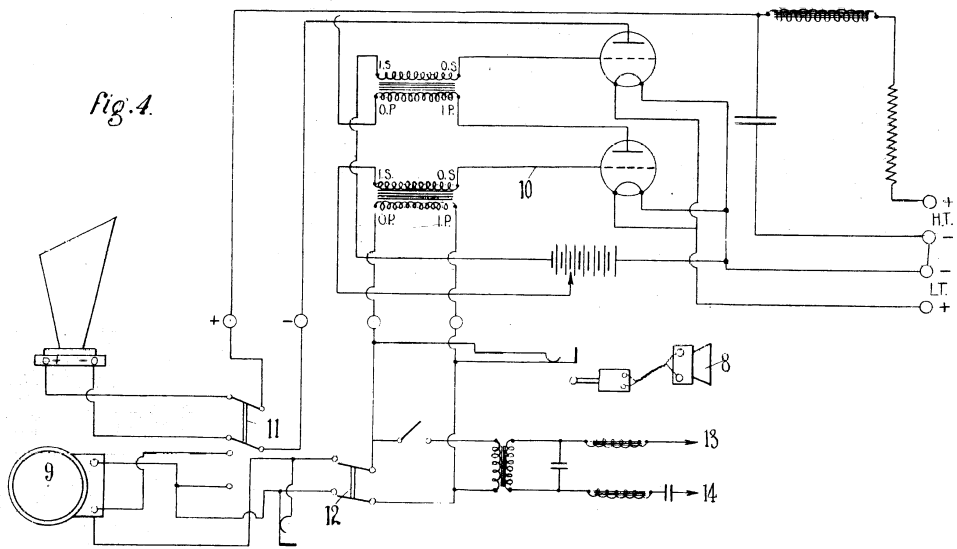 fig.4.
I.S. O.S
O.P I.P.
I.S. O.S
O.P. I.P.
10
+
H.T.
-
-
L.T.
+
+ -
+ -
8
11
9
12
13
14